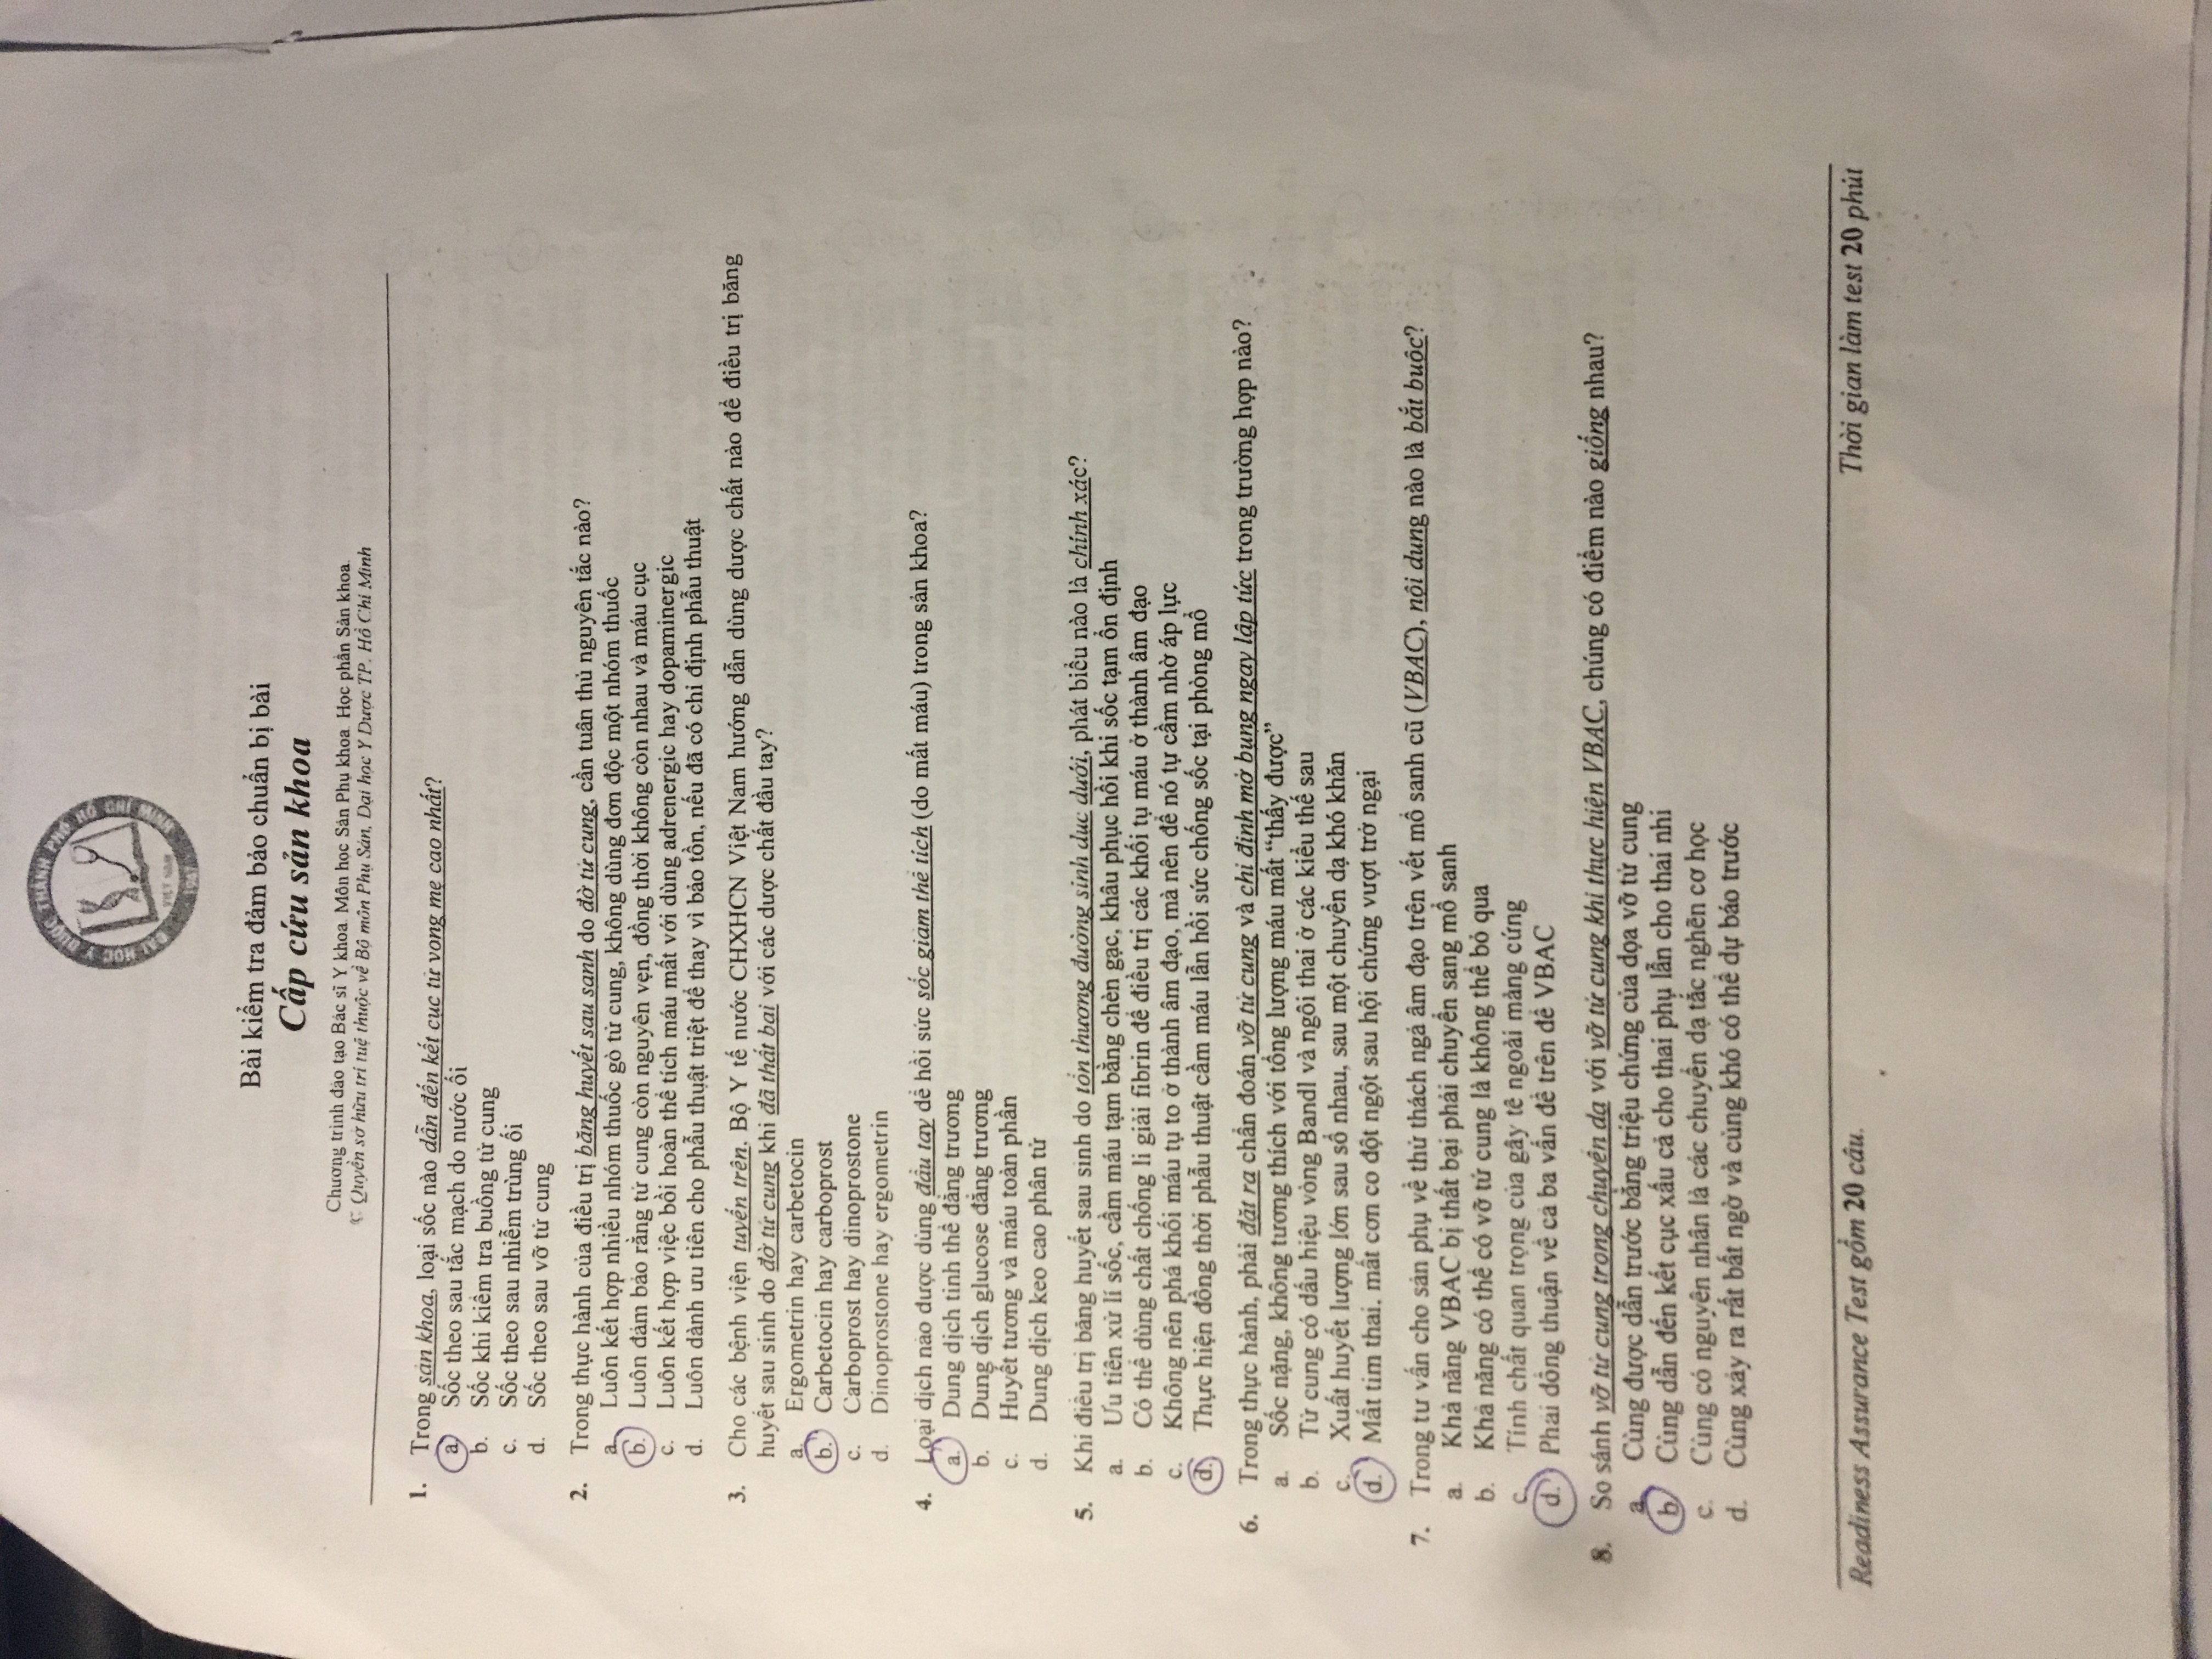 ĐẠI HỌC Y DƯỢC THÀNH PHỐ HỒ CHÍ MINH
VIỆT NAM
1947
Bài kiểm tra đảm bảo chuẩn bị bài
Cấp cứu sản khoa
Chương trình đào tạo Bác sĩ Y khoa. Môn học Sản Phụ khoa. Học phần Sản khoa.
© Quyền sở hữu trí tuệ thuộc về Bộ môn Phụ Sản, Đại học Y Dược TP. Hồ Chí Minh
1. Trong sản khoa, loại sốc nào dẫn đến kết cục tử vong mẹ cao nhất?
a. Sốc theo sau tắc mạch do nước ối
b. Sốc khi kiểm tra buồng tử cung
c. Sốc theo sau nhiễm trùng ối
d. Sốc theo sau vỡ tử cung
2. Trong thực hành của điều trị băng huyết sau sanh do đờ tử cung, cần tuân thủ nguyên tắc nào?
a. Luôn kết hợp nhiều nhóm thuốc gò tử cung, không dùng đơn độc một nhóm thuốc
b. Luôn đảm bảo rằng tử cung còn nguyên vẹn, đồng thời không còn nhau và máu cục
c. Luôn kết hợp việc bồi hoàn thể tích máu mất với dùng adrenergic hay dopaminergic
d. Luôn dành ưu tiên cho phẫu thuật triệt để thay vì bảo tồn, nếu đã có chỉ định phẫu thuật
3. Cho các bệnh viện tuyến trên, Bộ Y tế nước CHXHCN Việt Nam hướng dẫn dùng dược chất nào để điều trị băng
huyết sau sinh do đờ tử cung khi đã thất bại với các dược chất đầu tay?
a. Ergometrin hay carbetocin
b. Carbetocin hay carboprost
c. Carboprost hay dinoprostone
d. Dinoprostone hay ergometrin
4. Loại dịch nào được dùng đầu tay để hồi sức sốc giảm thể tích (do mất máu) trong sản khoa?
a. Dung dịch tinh thể đẳng trương
b. Dung dịch glucose đẳng trương
c. Huyết tương và máu toàn phần
d. Dung dịch keo cao phân tử
5. Khi điều trị băng huyết sau sinh do tổn thương đường sinh dục dưới, phát biểu nào là chính xác?
a. Ưu tiên xử lí sốc, cầm máu tạm bằng chèn gạc, khâu phục hồi khi sốc tạm ổn định
b. Có thể dùng chất chống li giải fibrin để điều trị các khối tụ máu ở thành âm đạo
c. Không nên phá khối máu tụ to ở thành âm đạo, mà nên để nó tự cầm nhờ áp lực
d. Thực hiện đồng thời phẫu thuật cầm máu lẫn hồi sức chống sốc tại phòng mổ
6. Trong thực hành, phải đặt ra chẩn đoán vỡ tử cung và chỉ định mở bụng ngay lập tức trong trường hợp nào?
a. Sốc nặng, không tương thích với tổng lượng máu mất “thấy được”
b. Tử cung có dấu hiệu vòng Bandl và ngôi thai ở các kiểu thế sau
c. Xuất huyết lượng lớn sau sổ nhau, sau một chuyển dạ khó khăn
d. Mất tim thai, mất cơn co đột ngột sau hội chứng vượt trở ngại
7. Trong tư vấn cho sản phụ về thử thách ngả âm đạo trên vết mổ sanh cũ (VBAC), nội dung nào là bắt buộc?
a. Khả năng VBAC bị thất bại phải chuyển sang mổ sanh
b. Khả năng có thể có vỡ tử cung là không thể bỏ qua
c. Tính chất quan trọng của gây tê ngoài màng cứng
d. Phải đồng thuận về cả ba vấn đề trên để VBAC
8. So sánh vỡ tử cung trong chuyển dạ với vỡ tử cung khi thực hiện VBAC, chúng có điểm nào giống nhau?
a. Cùng được dẫn trước bằng triệu chứng của dọa vỡ tử cung
b. Cùng dẫn đến kết cục xấu cả cho thai phụ lẫn cho thai nhi
c. Cùng có nguyên nhân là các chuyển dạ tắc nghẽn cơ học
d. Cùng xảy ra rất bất ngờ và cùng khó có thể dự báo trước
Readiness Assurance Test gồm 20 câu. Thời gian làm test 20 phút